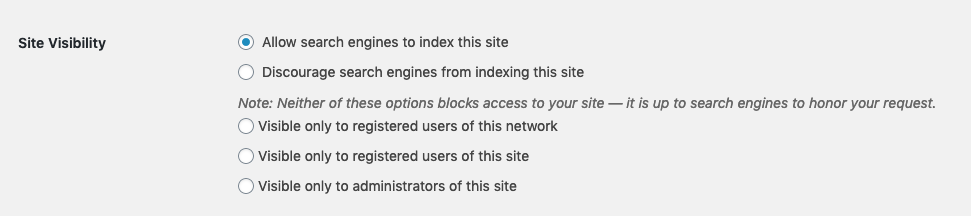 Site Visibility
Allow search engines to index this site
Discourage search engines from indexing this site
Note: Neither of these options blocks access to your site — it is up to search engines to honor your request.
Visible only to registered users of this network
Visible only to registered users of this site
Visible only to administrators of this site